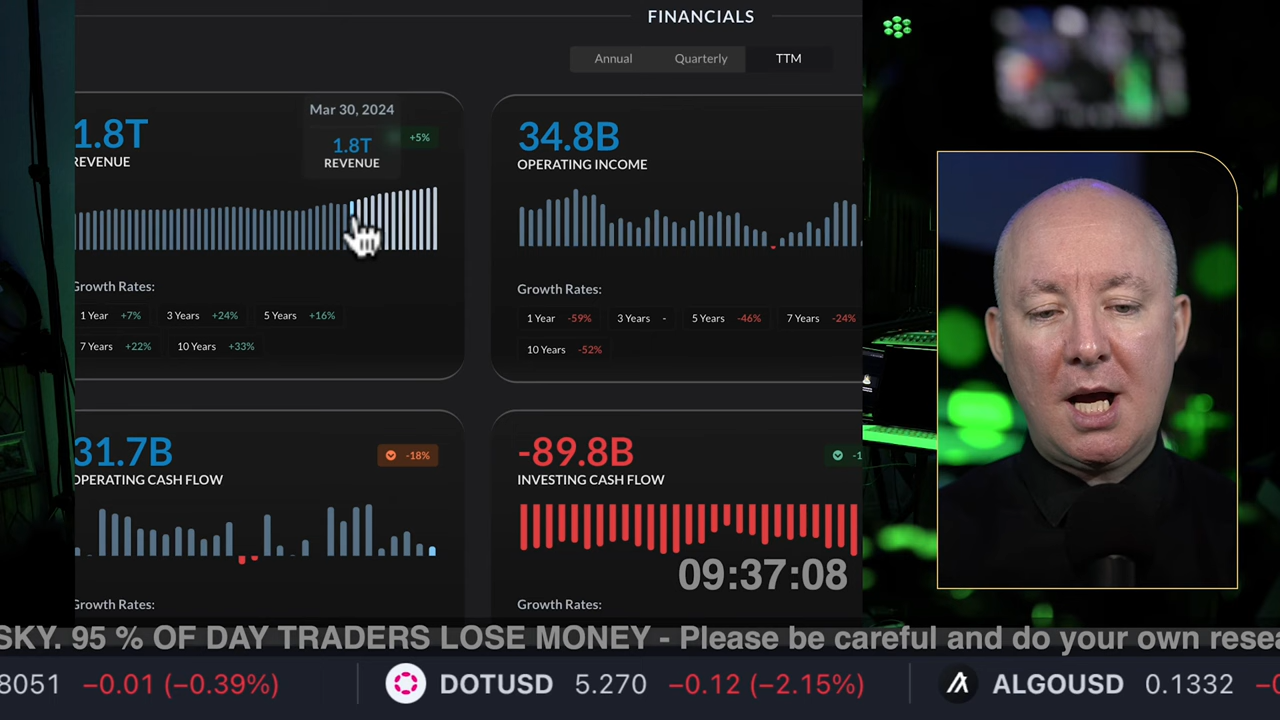 FINANCIALS
Annual Quarterly TTM
1.8T
REVENUE
Mar 30, 2024
1.8T
REVENUE
+5%
Growth Rates:
1 Year +7% 3 Years +24% 5 Years +16%
7 Years +22% 10 Years +33%
34.8B
OPERATING INCOME
Growth Rates:
1 Year -59% 3 Years - 5 Years -46% 7 Years -24%
10 Years -52%
31.7B
OPERATING CASH FLOW
-18%
Growth Rates:
-89.8B
INVESTING CASH FLOW
-1
Growth Rates:
09:37:08
SKY. 95 % OF DAY TRADERS LOSE MONEY - Please be careful and do your own resea
8051 −0.01 (−0.39%) DOTUSD 5.270 −0.12 (−2.15%) ALGOUSD 0.1332